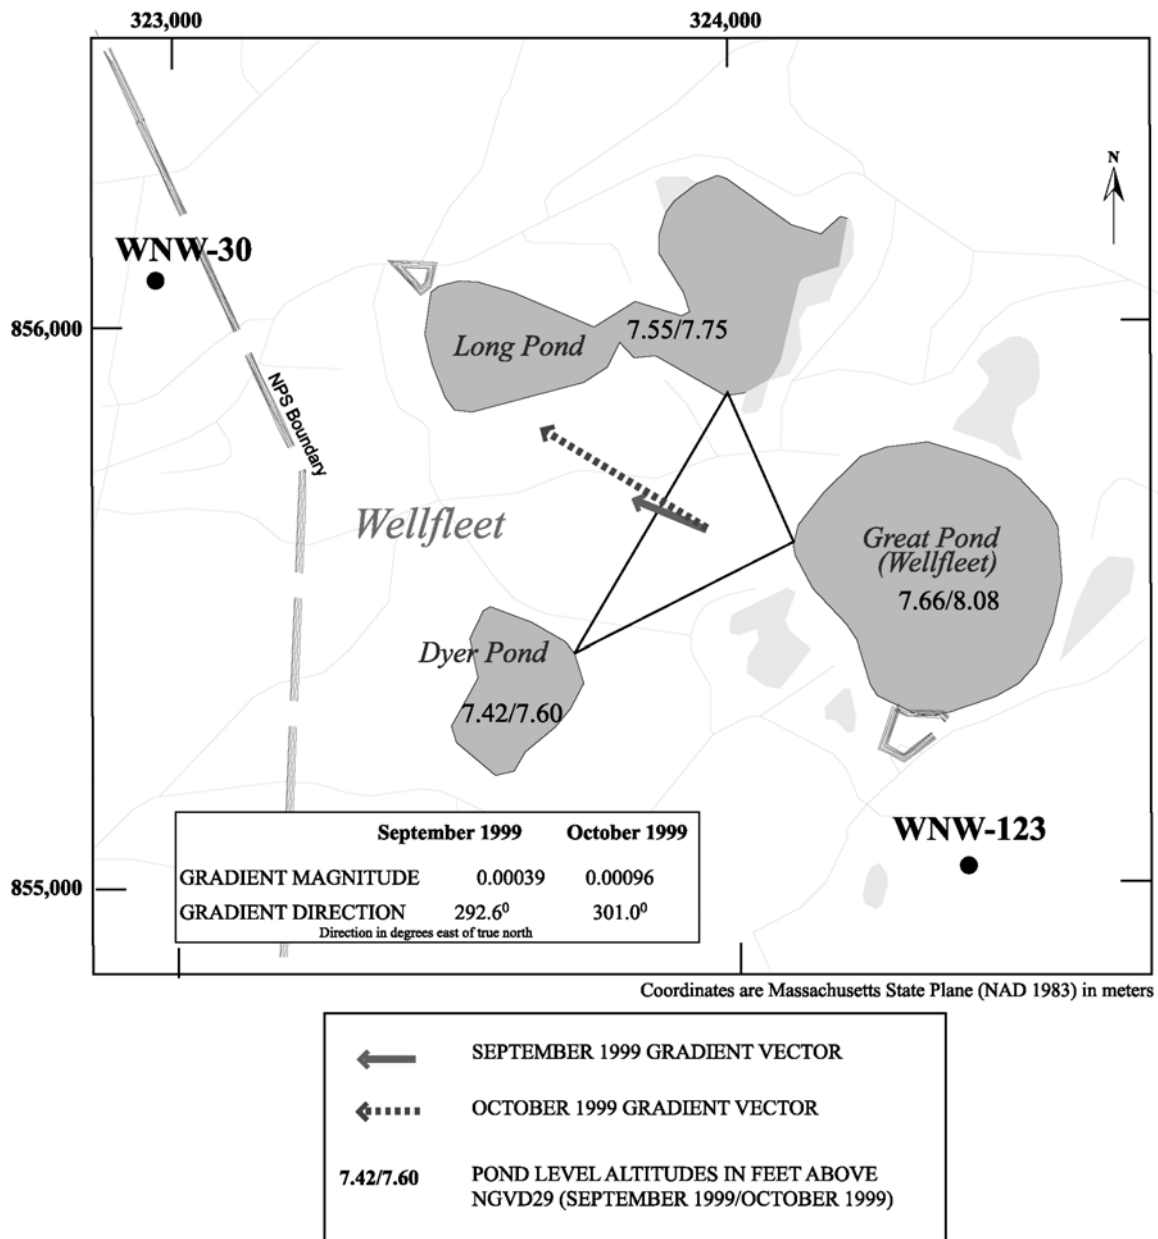 323,000
324,000
N
WNW-30
856,000
7.55/7.75
Long Pond
NPS Boundary
Wellfleet
Great Pond
(Wellfleet)
7.66/8.08
Dyer Pond
7.42/7.60
WNW-123
September 1999 October 1999
GRADIENT MAGNITUDE 0.00039 0.00096
855,000
GRADIENT DIRECTION 292.6⁰ 301.0⁰
Direction in degrees east of true north
Coordinates are Massachusetts State Plane (NAD 1983) in meters
SEPTEMBER 1999 GRADIENT VECTOR
OCTOBER 1999 GRADIENT VECTOR
7.42/7.60 POND LEVEL ALTITUDES IN FEET ABOVE
NGVD29 (SEPTEMBER 1999/OCTOBER 1999)